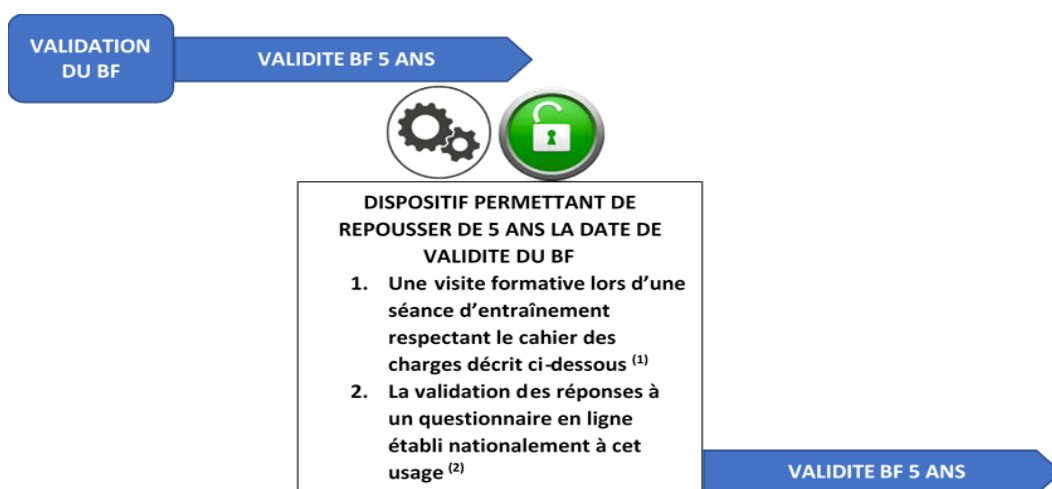 VALIDATION
DU BF
VALIDITE BF 5 ANS
DISPOSITIF PERMETTANT DE
REPOUSSER DE 5 ANS LA DATE DE
VALIDITE DU BF
1. Une visite formative lors d’une
séance d’entraînement
respectant le cahier des
charges décrit ci-dessous (1)
2. La validation des réponses à
un questionnaire en ligne
établi nationalement à cet
usage (2)
VALIDITE BF 5 ANS